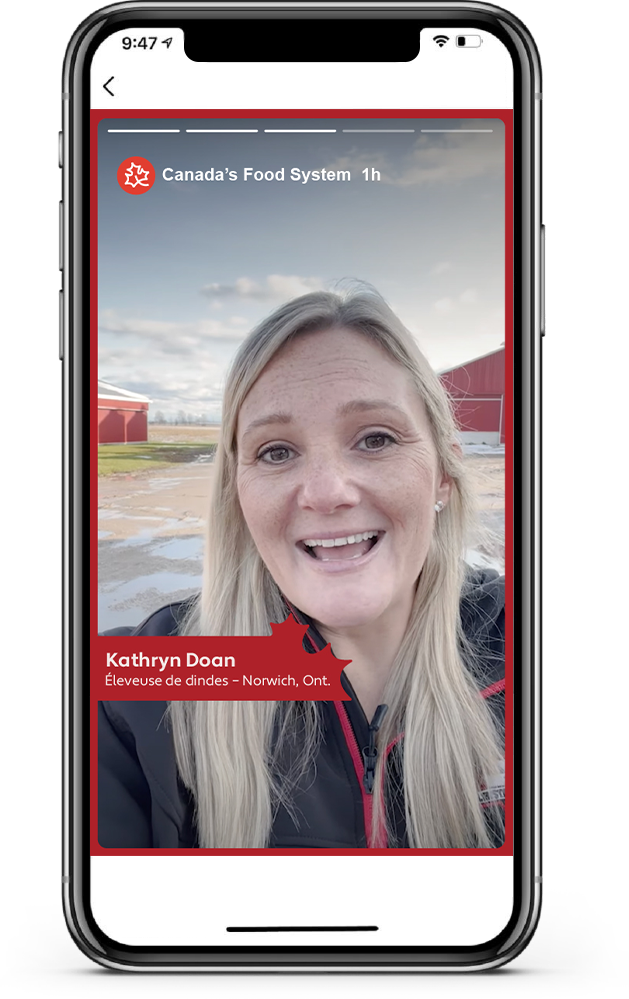 9:47
Canada's Food System 1h
Kathryn Doan
Éleveuse de dindes – Norwich, Ont.